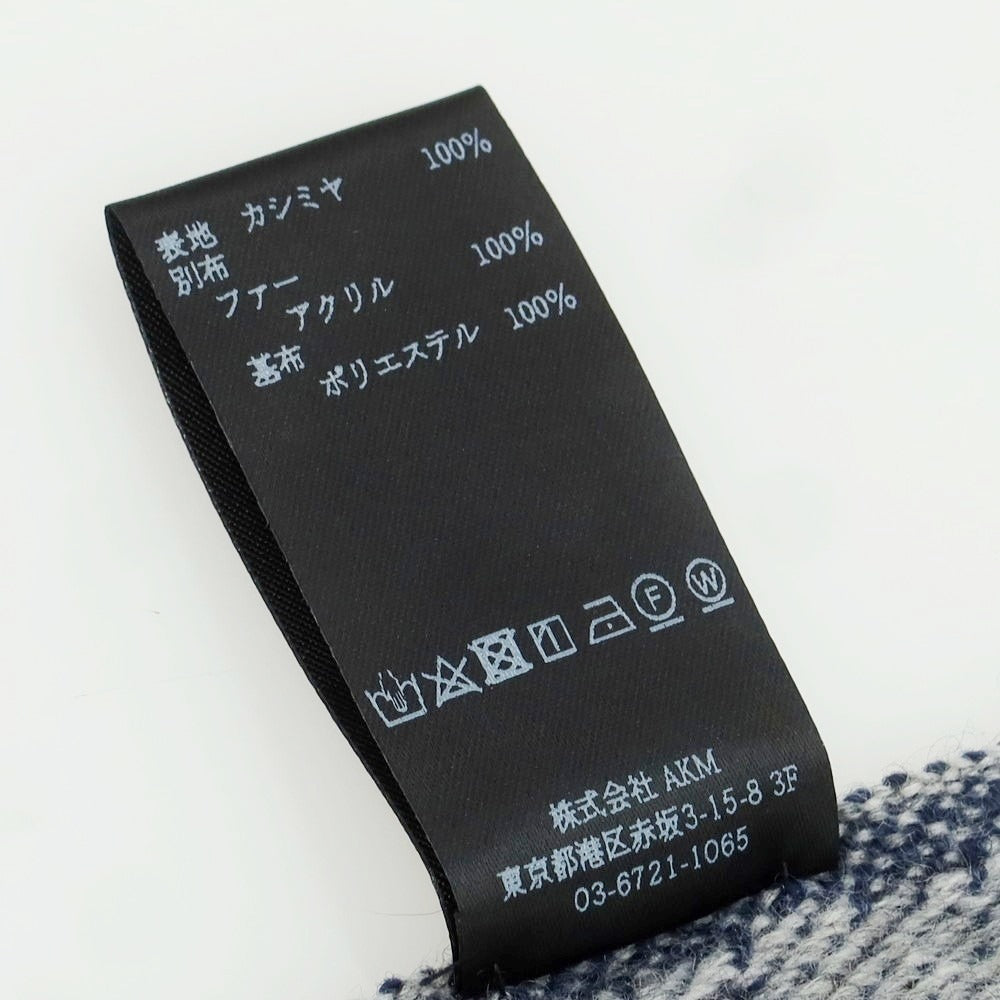 表地 カシミヤ 100%
別布
ファー
アクリル 100%
基布
ポリエステル 100%
F W
株式会社 AKM
東京都港区赤坂3-15-8 3F
03-6721-1065